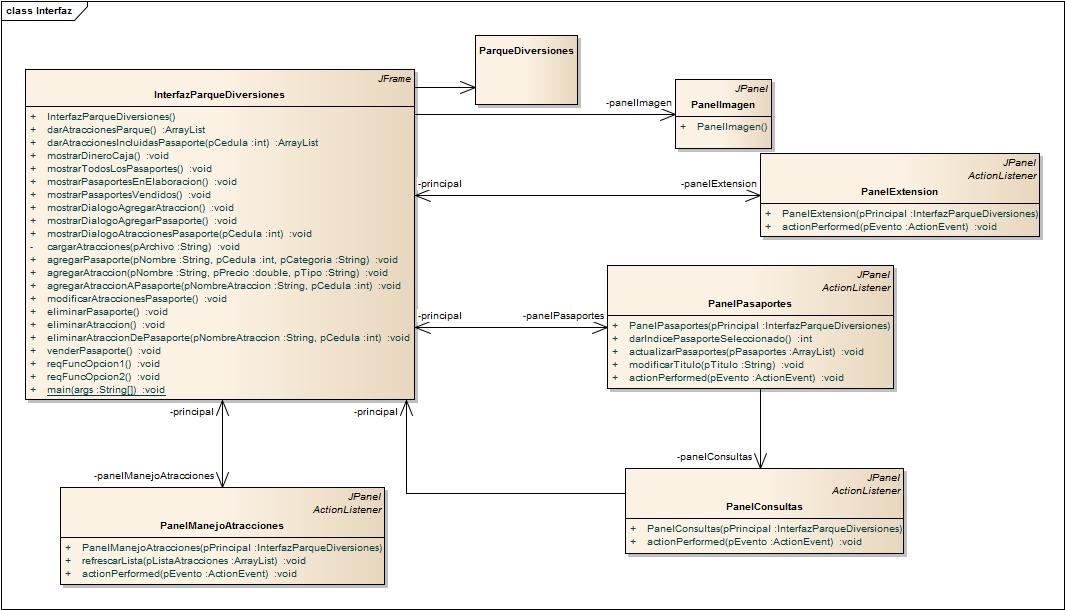 class Interfaz
ParqueDiversiones
JFrame
InterfazParqueDiversiones
+ InterfazParqueDiversiones()
+ darAtraccionesParque() :ArrayList
+ darAtraccionesIncluidasPasaporte(pCedula :int) :ArrayList
+ mostrarDineroCaja() :void
+ mostrarTodosLosPasaportes() :void
+ mostrarPasaportesEnElaboracion() :void
+ mostrarPasaportesVendidos() :void
+ mostrarDialogoAgregarAtraccion() :void
+ mostrarDialogoAgregarPasaporte() :void
+ mostrarDialogoAtraccionesPasaporte(pCedula :int) :void
- cargarAtracciones(pArchivo :String) :void
+ agregarPasaporte(pNombre :String, pCedula :int, pCategoria :String) :void
+ agregarAtraccion(pNombre :String, pPrecio :double, pTipo :String) :void
+ agregarAtraccionAPasaporte(pNombreAtraccion :String, pCedula :int) :void
+ modificarAtraccionesPasaporte() :void
+ eliminarPasaporte() :void
+ eliminarAtraccion() :void
+ eliminarAtraccionDePasaporte(pNombreAtraccion :String, pCedula :int) :void
+ venderPasaporte() :void
+ reqFuncOpcion1() :void
+ reqFuncOpcion2() :void
+ main(args :String[]) :void
-panelImagen
JPanel
PanelImagen
+ PanelImagen()
-principal
-panelExtension
JPanel
ActionListener
PanelExtension
+ PanelExtension(pPrincipal :InterfazParqueDiversiones)
+ actionPerformed(pEvento :ActionEvent) :void
-principal
-panelPasaportes
JPanel
ActionListener
PanelPasaportes
+ PanelPasaportes(pPrincipal :InterfazParqueDiversiones)
+ darIndicePasaporteSeleccionado() :int
+ actualizarPasaportes(pPasaportes :ArrayList) :void
+ modificarTitulo(pTitulo :String) :void
+ actionPerformed(pEvento :ActionEvent) :void
-principal
-principal
-panelConsultas
-panelManejoAtracciones
JPanel
ActionListener
PanelConsultas
+ PanelConsultas(pPrincipal :InterfazParqueDiversiones)
+ actionPerformed(pEvento :ActionEvent) :void
JPanel
ActionListener
PanelManejoAtracciones
+ PanelManejoAtracciones(pPrincipal :InterfazParqueDiversiones)
+ refrescarLista(pListaAtracciones :ArrayList) :void
+ actionPerformed(pEvento :ActionEvent) :void